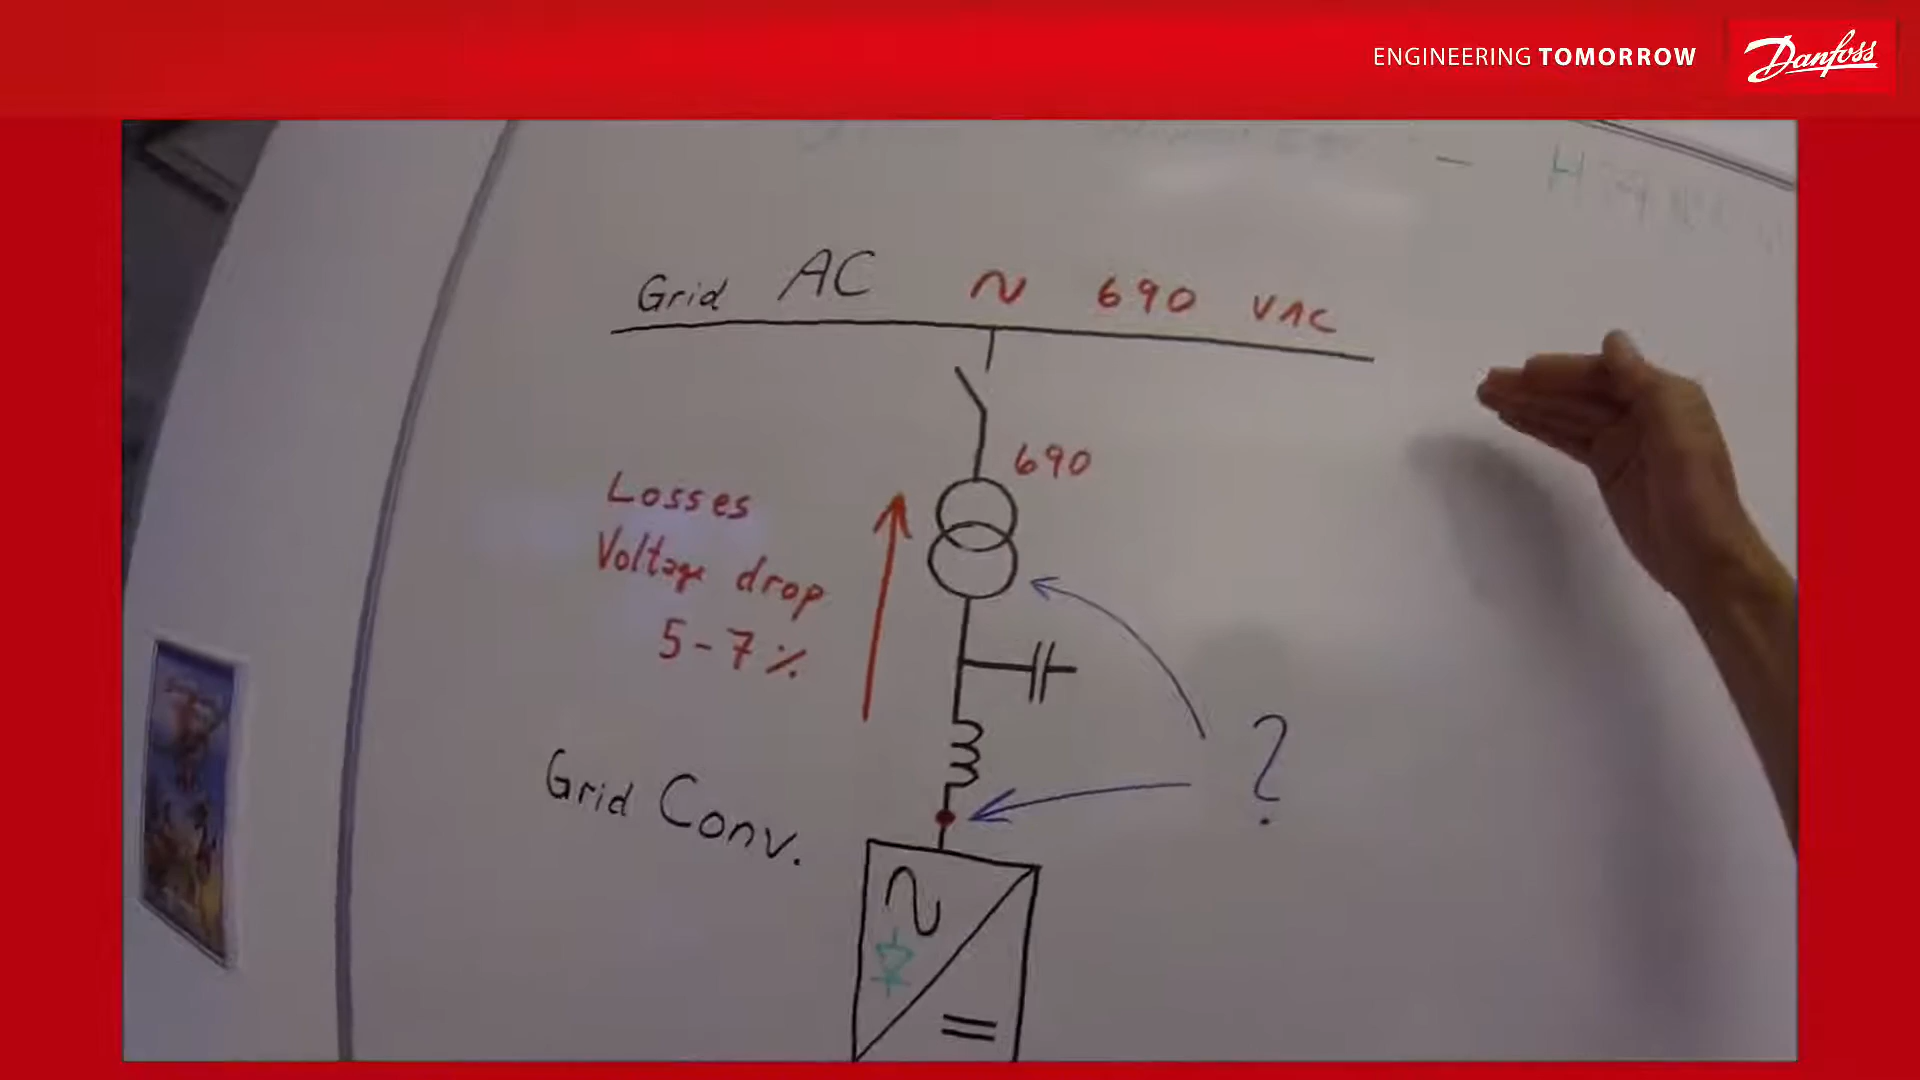 ENGINEERING TOMORROW
Danfoss
Grid AC ~ 690 VAC
690
Losses
Voltage drop
5-7%
Grid Conv.
?